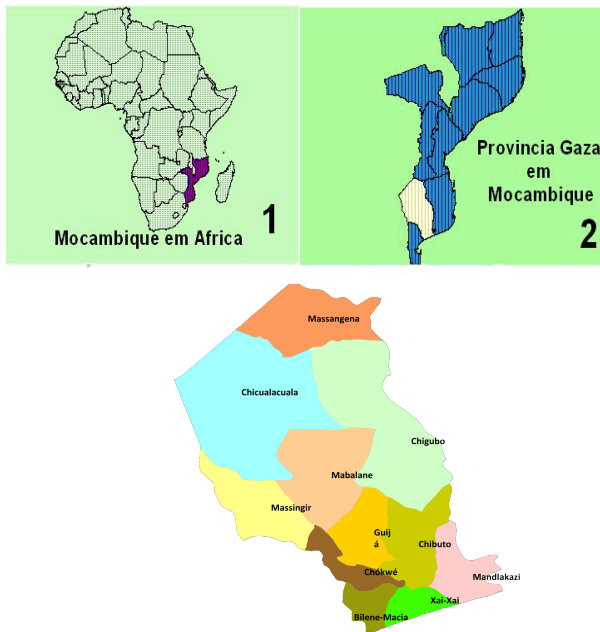 1
Mocambique em Africa
Provincia Gaza
em
Mocambique
2
Massangena
Chicualacuala
Chigubo
Mabalane
Massingir
Guij
á
Chibuto
Chókwé
Mandlakazi
Xai-Xai
Bilene-Macia